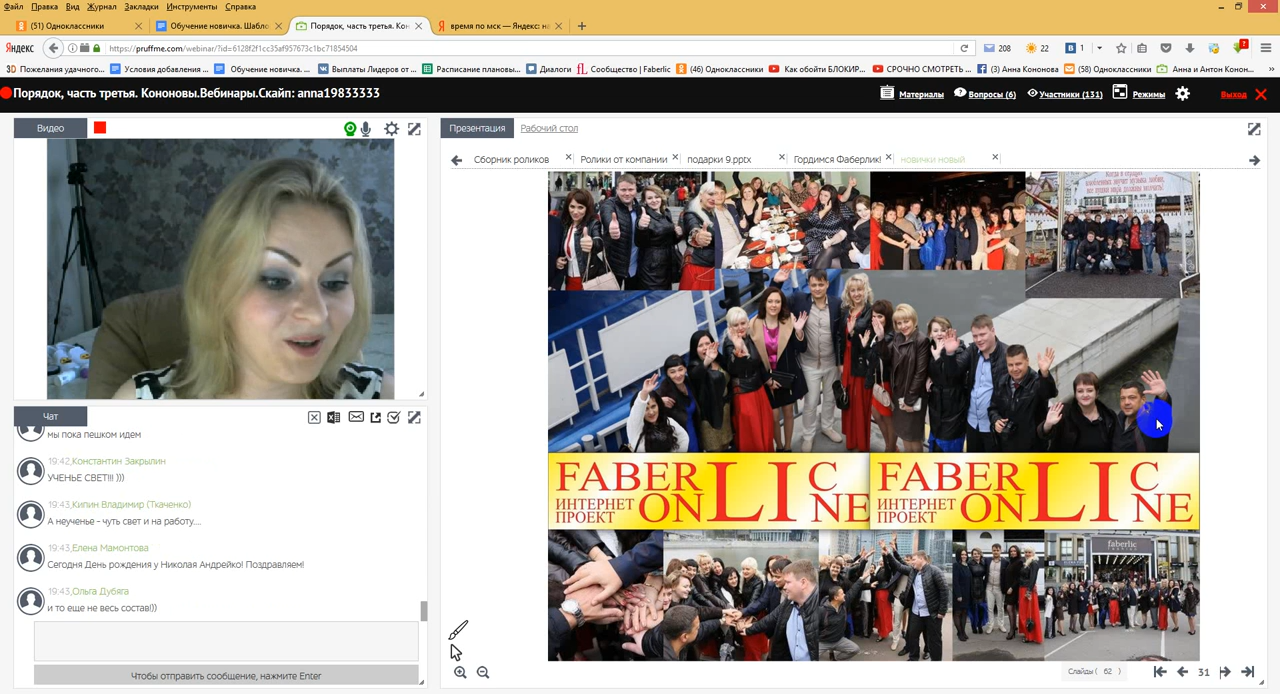 Файл Правка Вид Журнал Закладки Инструменты Справка
(51) Одноклассники
Обучение новичка. Шабло
Порядок, часть третья. Кон
время по мск — Яндекс: на
Яндекс
https://pruffme.com/webinar/?id=6128f2f1cc35af957673c1bc71854504
208
22
1
7
Пожелания удачного...
Условия добавления ...
Обучение новичка. ...
Выплаты Лидеров от ...
Расписание плановы...
Диалоги
Сообщество | Faberlic
(46) Одноклассники
Как обойти БЛОКИР...
СРОЧНО СМОТРЕТЬ ...
(3) Анна Кононова
(58) Одноклассники
Анна и Антон Конон...
Порядок, часть третья. Кононовы.Вебинары.Скайп: anna19833333
Материалы
Вопросы (6)
Участники (131)
Режимы
Выход
Видео
Презентация
Рабочий стол
Сборник роликов
Ролики от компании
подарки 9.pptx
Гордимся Фаберлик!
новички новый
FABERLIC
ИНТЕРНЕТ
ПРОЕКТ
ONLINE
FABERLIC
ИНТЕРНЕТ
ПРОЕКТ
ONLINE
faberlic
Чат
мы пока пешком идем
19:42,Константин Закрылин
УЧЕНЬЕ СВЕТ!!! )))
19:43,Кипин Владимир (Ткаченко)
А неученье - чуть свет и на работу....
19:43,Елена Мамонтова
Сегодня День рождения у Николая Андрейко! Поздравляем!
19:43,Ольга Дубяга
и то еще не весь состав!))
Чтобы отправить сообщение, нажмите Enter
Слайды ( 62 )
31